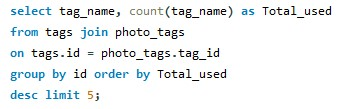 select tag_name, count(tag_name) as Total_used
from tags join photo_tags
on tags.id = photo_tags.tag_id
group by id order by Total_used
desc limit 5;